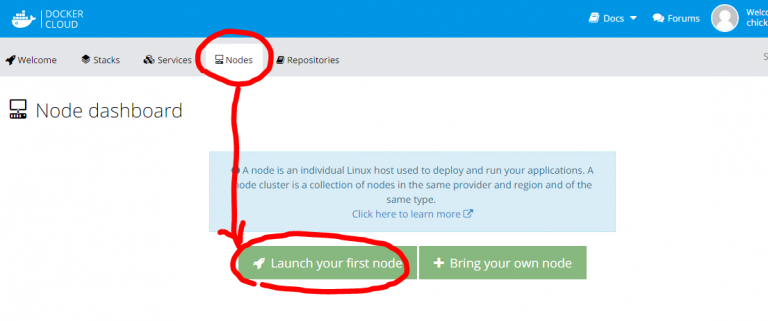 DOCKER
CLOUD
Docs
Forums
Welco
chick
Welcome
Stacks
Services
Nodes
Repositories
S
Node dashboard
A node is an individual Linux host used to deploy and run your applications. A
node cluster is a collection of nodes in the same provider and region and of the
same type.
Click here to learn more
Launch your first node
Bring your own node